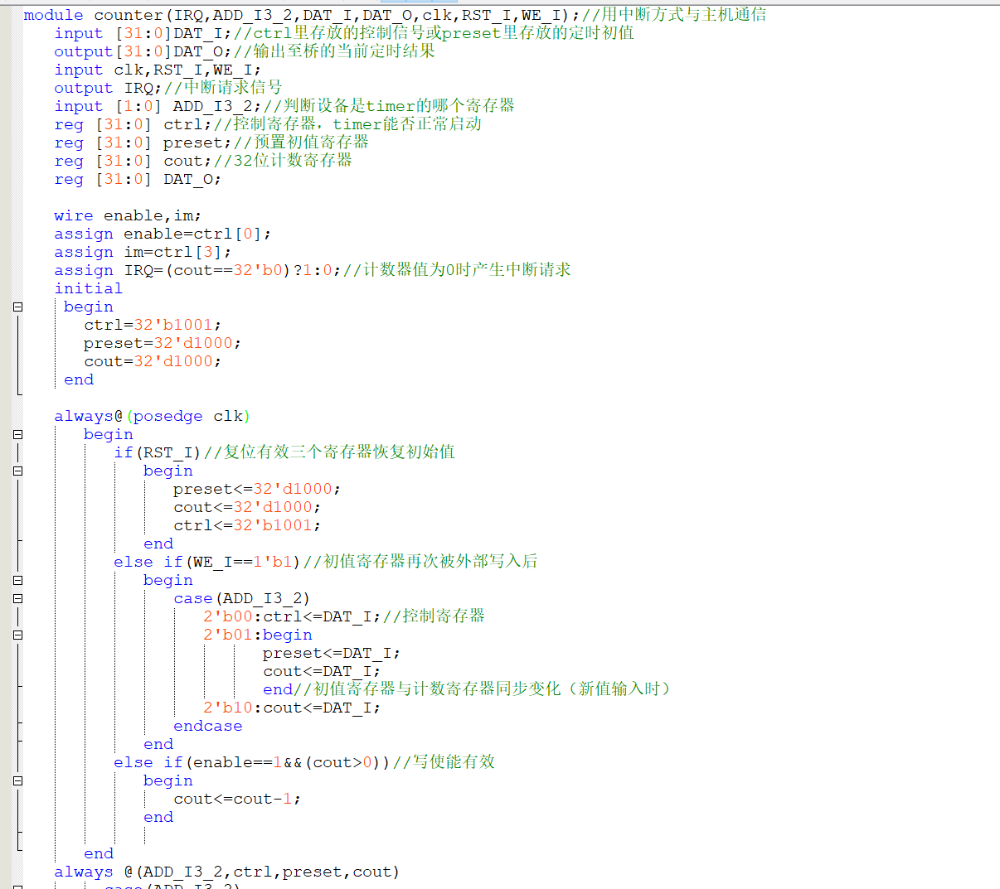 module counter(IRQ,ADD_I3_2,DAT_I,DAT_O,clk,RST_I,WE_I);//用中断方式与主机通信
input [31:0]DAT_I;//ctrl里存放的控制信号或preset里存放的定时初值
output[31:0]DAT_O;//输出至桥的当前定时结果
input clk,RST_I,WE_I;
output IRQ;//中断请求信号
input [1:0] ADD_I3_2;//判断设备是timer的哪个寄存器
reg [31:0] ctrl;//控制寄存器，timer能否正常启动
reg [31:0] preset;//预置初值寄存器
reg [31:0] cout;//32位计数寄存器
reg [31:0] DAT_O;
wire enable,im;
assign enable=ctrl[0];
assign im=ctrl[3];
assign IRQ=(cout==32'b0)?1:0;//计数器值为0时产生中断请求
initial
begin
ctrl=32'b1001;
preset=32'd1000;
cout=32'd1000;
end
always@(posedge clk)
begin
if(RST_I)//复位有效三个寄存器恢复初始值
begin
preset<=32'd1000;
cout<=32'd1000;
ctrl<=32'b1001;
end
else if(WE_I==1'b1)//初值寄存器再次被外部写入后
begin
case(ADD_I3_2)
2'b00:ctrl<=DAT_I;//控制寄存器
2'b01:begin
preset<=DAT_I;
cout<=DAT_I;
end//初值寄存器与计数寄存器同步变化（新值输入时）
2'b10:cout<=DAT_I;
endcase
end
else if(enable==1&&(cout>0))//写使能有效
begin
cout<=cout-1;
end
end
always @(ADD_I3_2,ctrl,preset,cout)
case(ADD_I3_2)